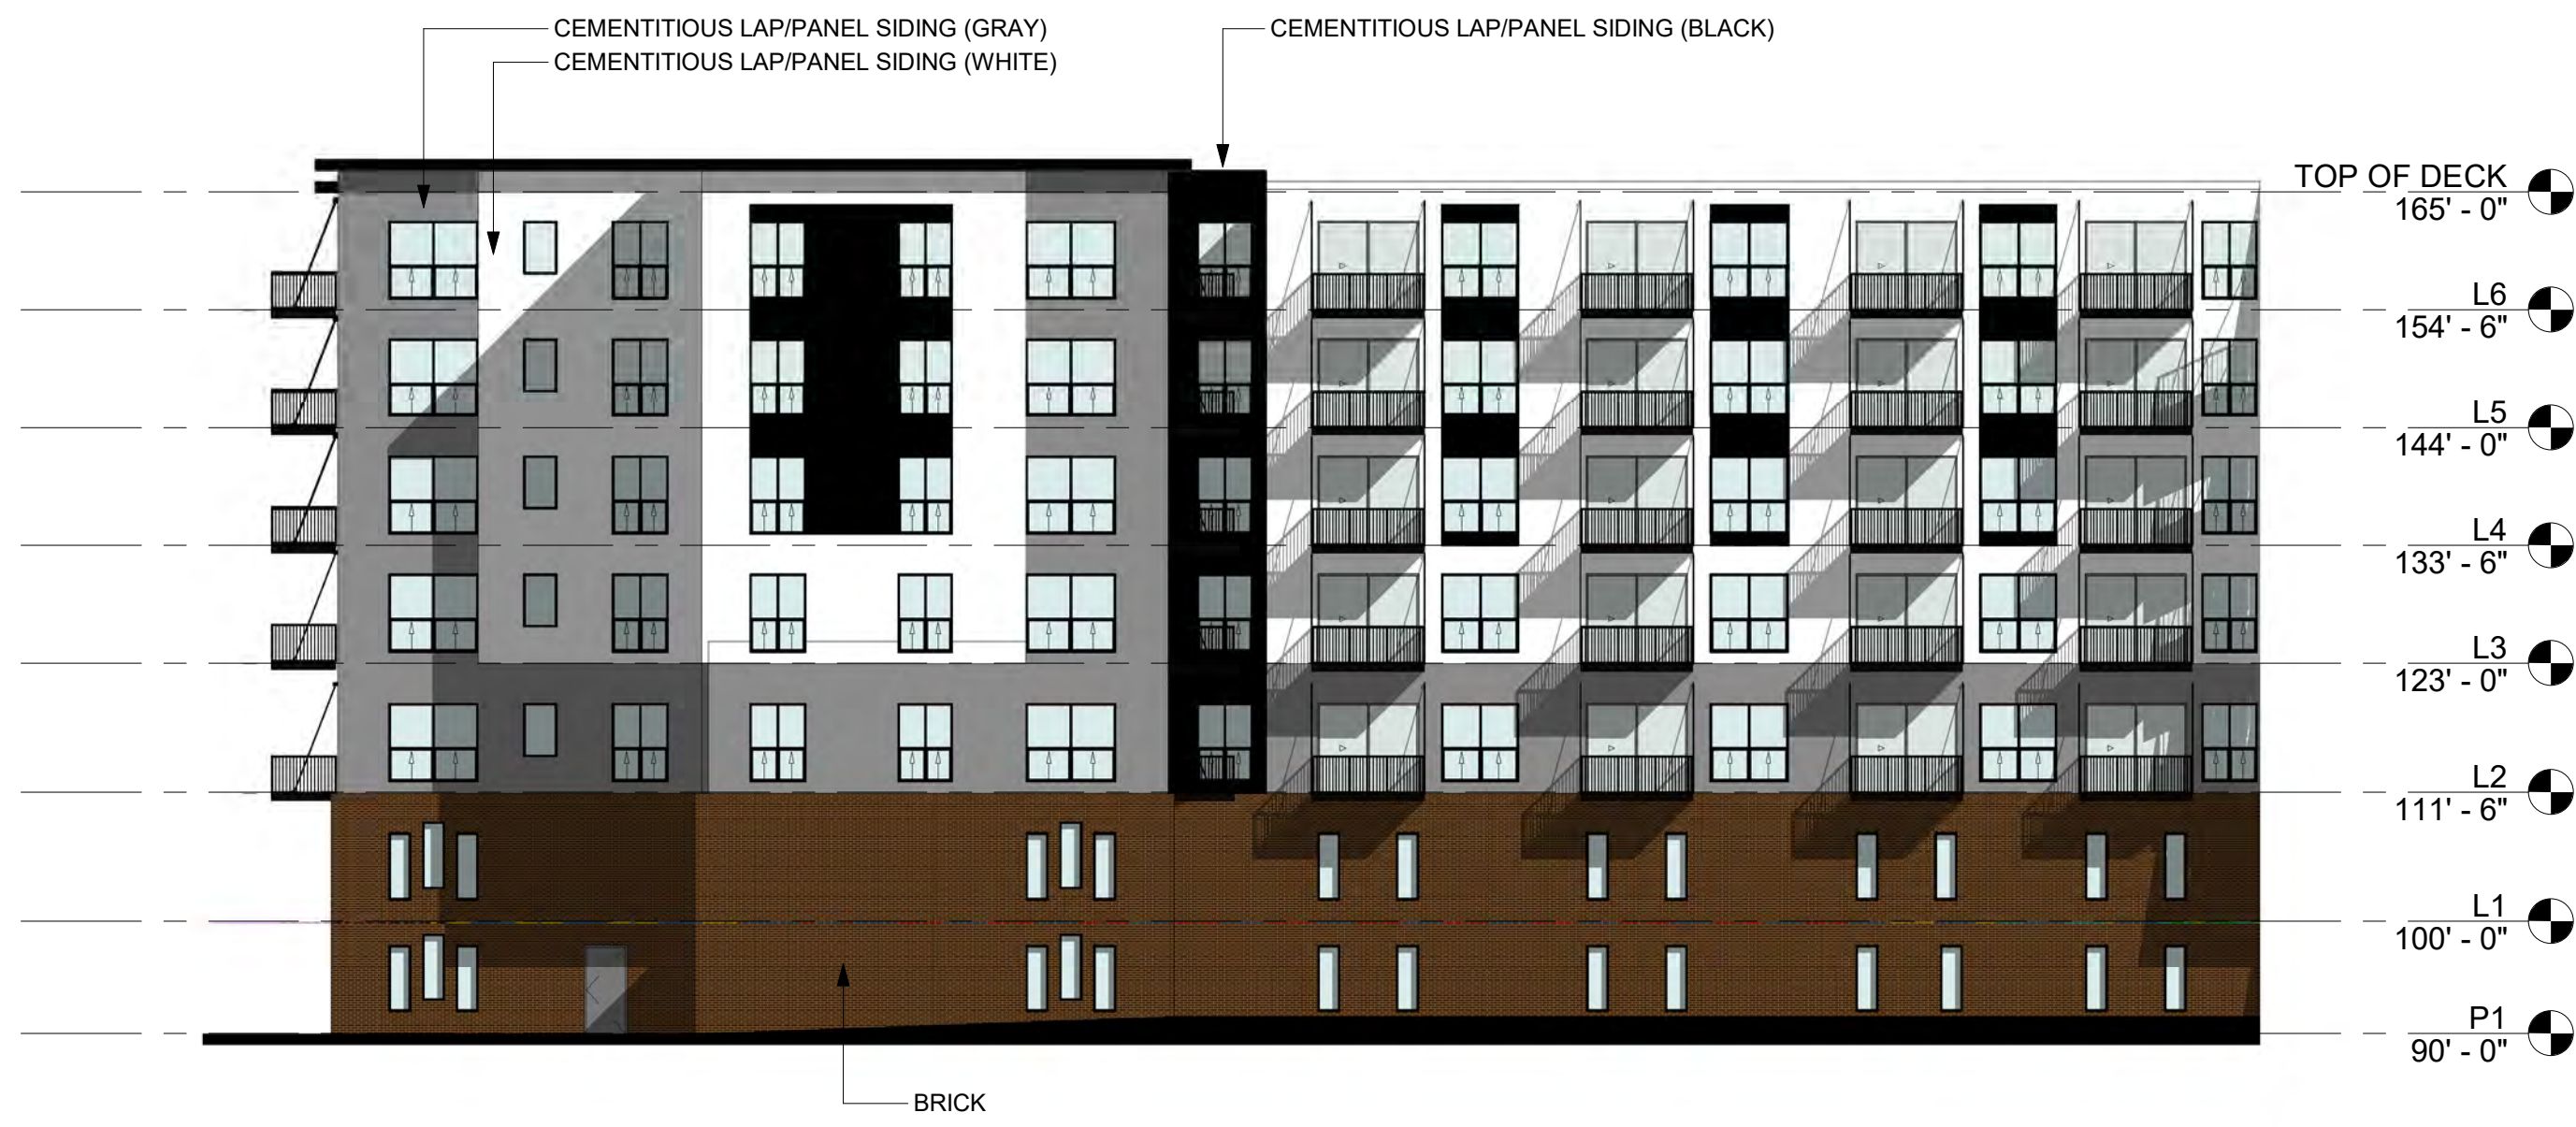 CEMENTITIOUS LAP/PANEL SIDING (GRAY)
CEMENTITIOUS LAP/PANEL SIDING (BLACK)
CEMENTITIOUS LAP/PANEL SIDING (WHITE)
TOP OF DECK
165' - 0"
L6
154' - 6"
L5
144' - 0"
L4
133' - 6"
L3
123' - 0"
L2
111' - 6"
L1
100' - 0"
P1
90' - 0"
BRICK